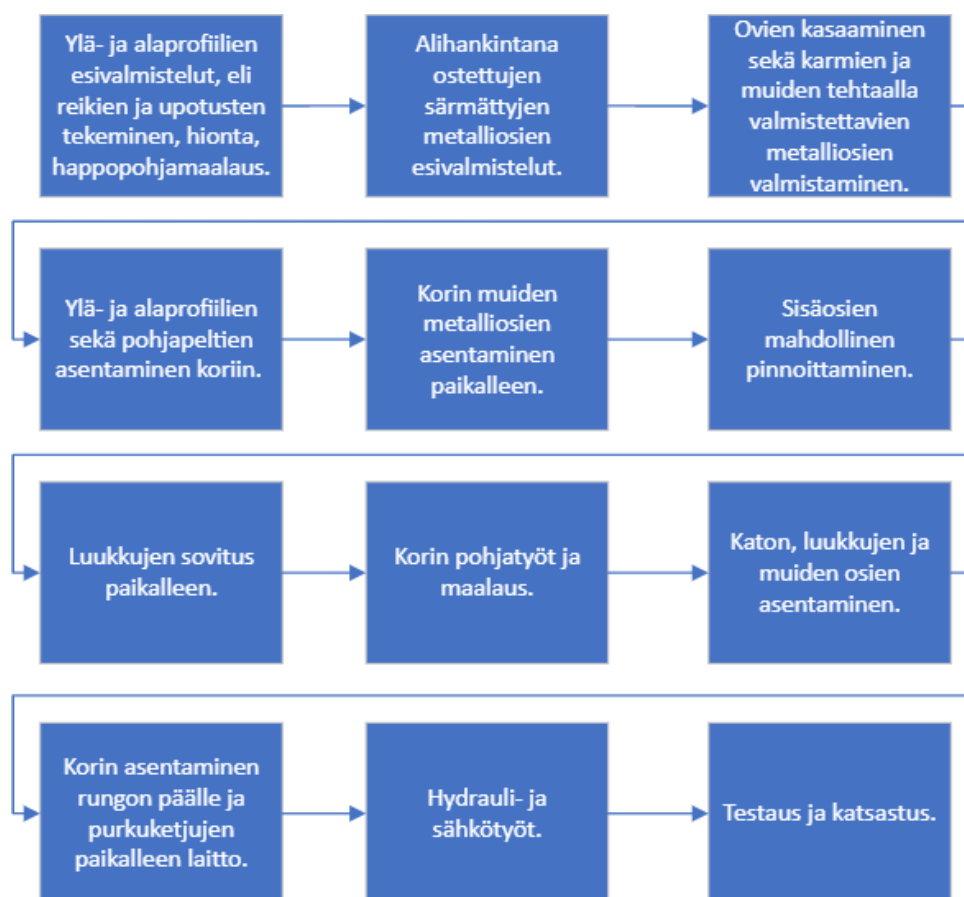 Ylä- ja alaprofiilien
esivalmistelut, eli
reikien ja upotusten
tekeminen, hionta,
happopohjamaalaus.
Alihankintana
ostettujen
särmättyjen
metalliosien
esivalmistelut.
Ovien kasaaminen
sekä karmien ja
muiden tehtaalla
valmistettavien
metalliosien
valmistaminen.
Ylä- ja alaprofiilien
sekä pohjapeltien
asentaminen koriin.
Korin muiden
metalliosien
asentaminen
paikalleen.
Sisäosien
mahdollinen
pinnoittaminen.
Luukkujen sovitus
paikalleen.
Korin pohjatyöt ja
maalaus.
Katon, luukkujen ja
muiden osien
asentaminen.
Korin asentaminen
rungon päälle ja
purkuketjujen
paikalleen laitto.
Hydrauli- ja
sähkötyöt.
Testaus ja katsastus.